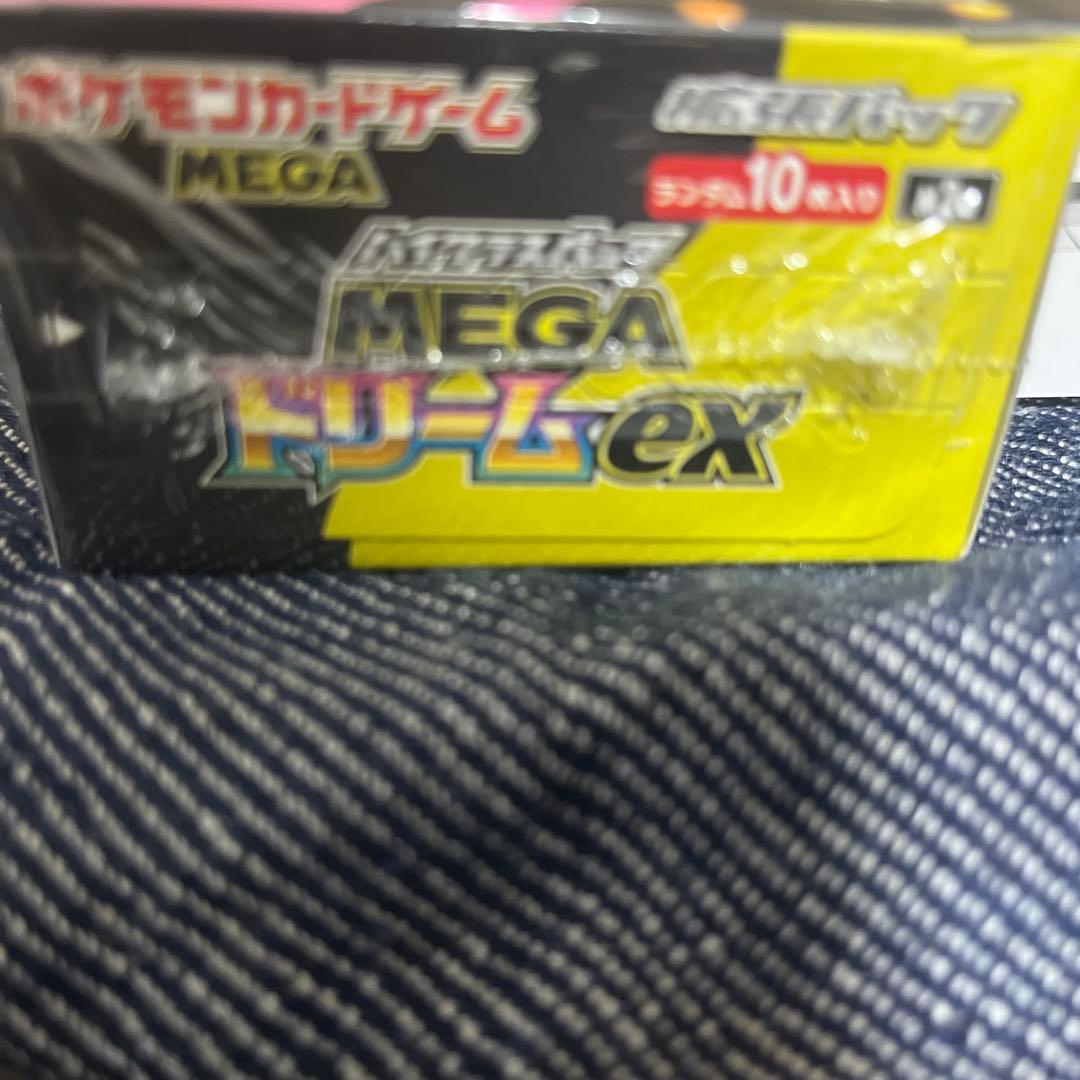 ポケモンカードゲーム
MEGA
拡張パック
ランダム10枚入り
ハイクラスパック
MEGA
ドリームex